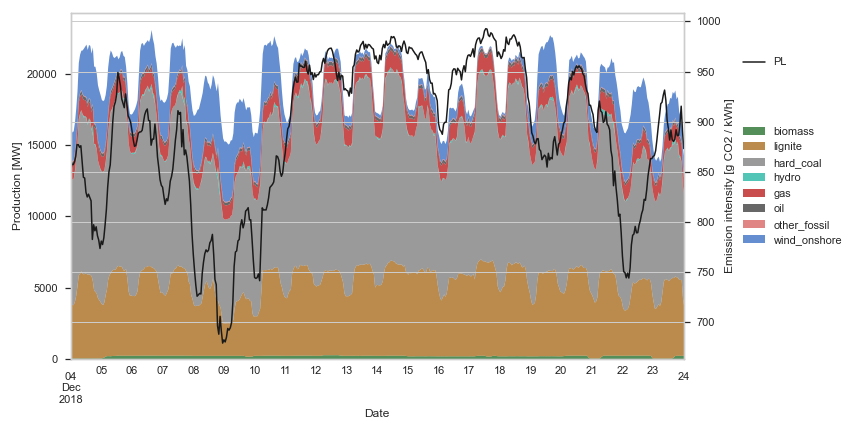 20000
15000
10000
5000
0
Production [MW]
1000
950
900
850
800
750
700
Emission intensity [g CO2 / kWh]
04 05 06 07 08 09 10 11 12 13 14 15 16 17 18 19 20 21 22 23 24
Dec
2018
Date
PL
biomass
lignite
hard_coal
hydro
gas
oil
other_fossil
wind_onshore